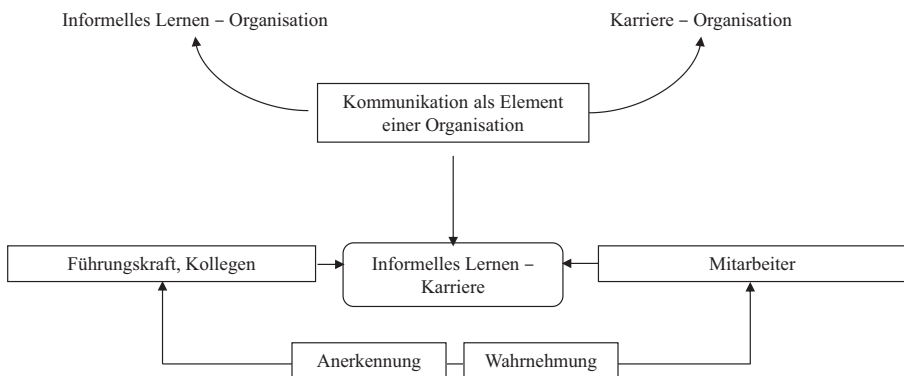 Informelles Lernen – Organisation
Karriere – Organisation
Kommunikation als Element
einer Organisation
Führungskraft, Kollegen
Informelles Lernen –
Karriere
Mitarbeiter
Anerkennung
Wahrnehmung